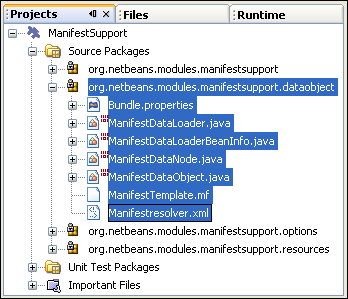 Projects
Files
Runtime
ManifestSupport
Source Packages
org.netbeans.modules.manifestsupport
org.netbeans.modules.manifestsupport.dataobject
Bundle.properties
ManifestDataLoader.java
ManifestDataLoaderBeanInfo.java
ManifestDataNode.java
ManifestDataObject.java
ManifestTemplate.mf
Manifestresolver.xml
org.netbeans.modules.manifestsupport.options
org.netbeans.modules.manifestsupport.resources
Unit Test Packages
Important Files